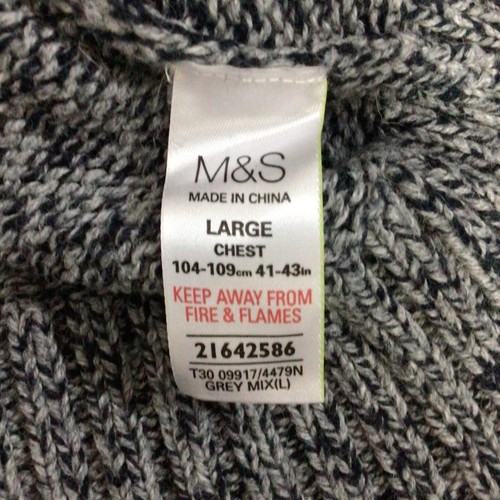 M&S
MADE IN CHINA
LARGE
CHEST
104-109cm 41-43in
KEEP AWAY FROM
FIRE & FLAMES
21642586
T30 09917/4479N
GREY MIX(L)